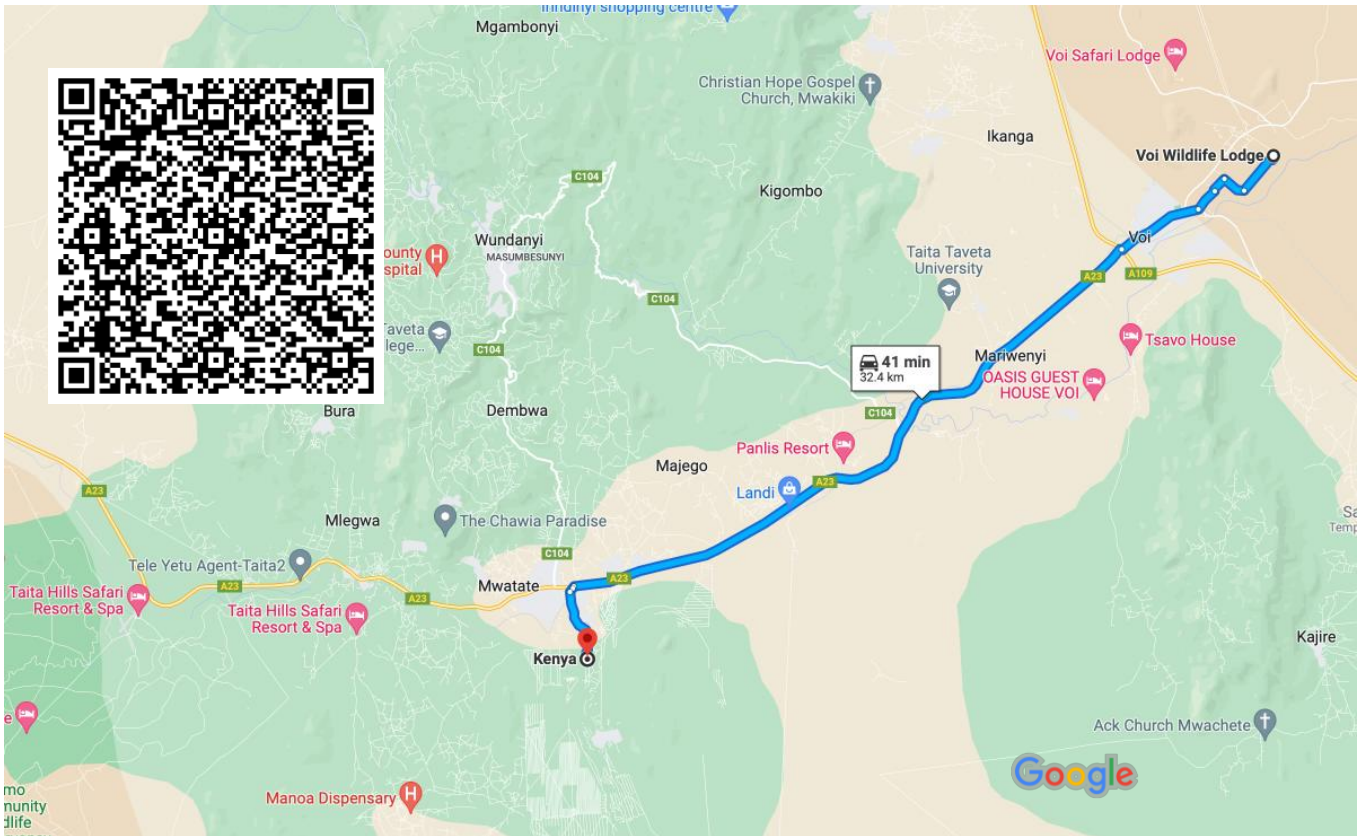 Mgambonyi
Voi Safari Lodge
Christian Hope Gospel
Church, Mwakiki
Ikanga
Voi Wildlife Lodge
C104
Kigombo
Wundanyi
MASUMBESUNYI
Voi
Taita Taveta
University
A23
A109
C104
Taveta
C104
Tsavo House
41 min
32.4 km
Mariwenyi
OASIS GUEST
HOUSE VOI
Bura
Dembwa
C104
Panlis Resort
Majego
A23
A23
Landi
Mlegwa
The Chawia Paradise
C104
Tele Yetu Agent-Taita2
A23
A23
A23
Mwatate
Taita Hills Safari
Resort & Spa
Taita Hills Safari
Resort & Spa
Kajire
Kenya
Ack Church Mwachete
Google
Manoa Dispensary